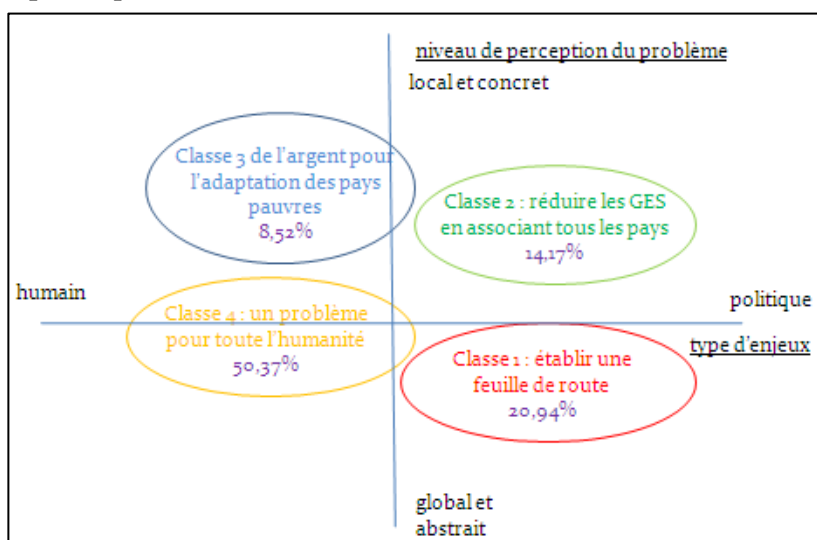 niveau de perception du problème
local et concret
Classe 3 de l'argent pour
l'adaptation des pays
pauvres
8,52%
Classe 2 : réduire les GES
en associant tous les pays
14,17%
humain
politique
Classe 4 : un problème
pour toute l'humanité
50,37%
type d'enjeux
Classe 1 : établir une
feuille de route
20,94%
global et
abstrait